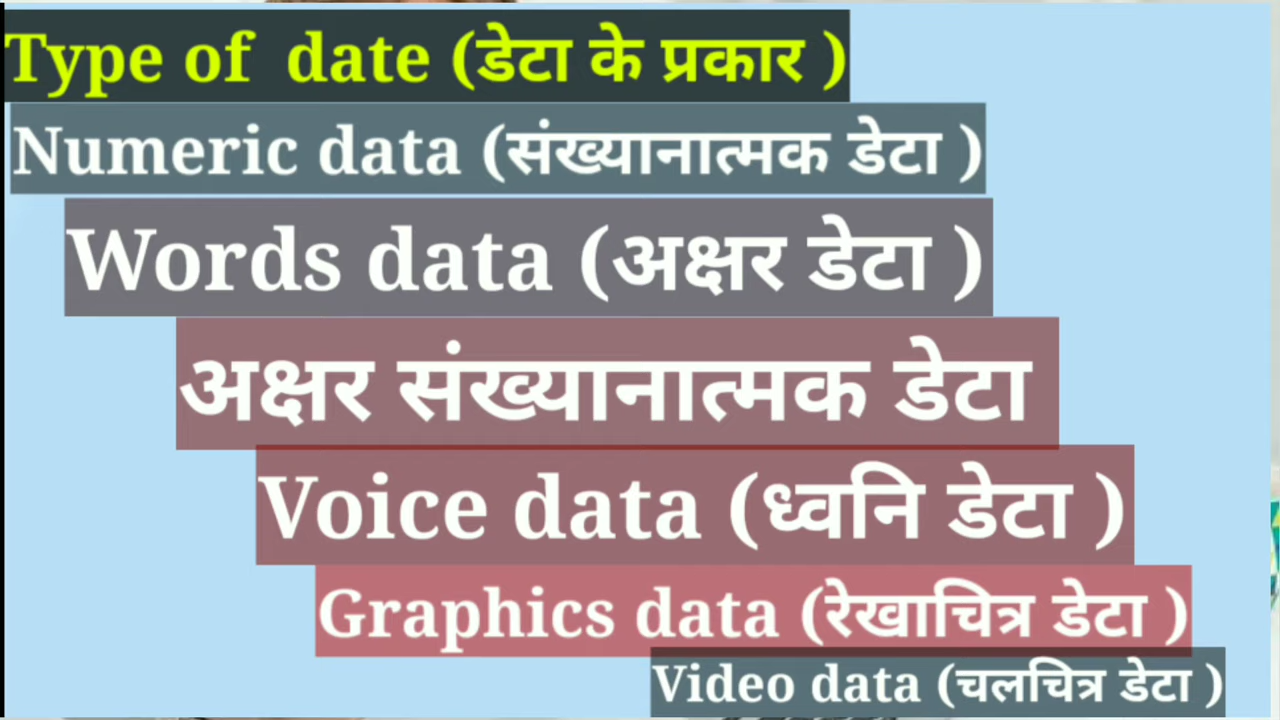 Type of date (डेटा के प्रकार )
Numeric data (संख्यानात्मक डेटा )
Words data (अक्षर डेटा )
अक्षर संख्यानात्मक डेटा
Voice data (ध्वनि डेटा )
Graphics data (रेखाचित्र डेटा )
Video data (चलचित्र डेटा )